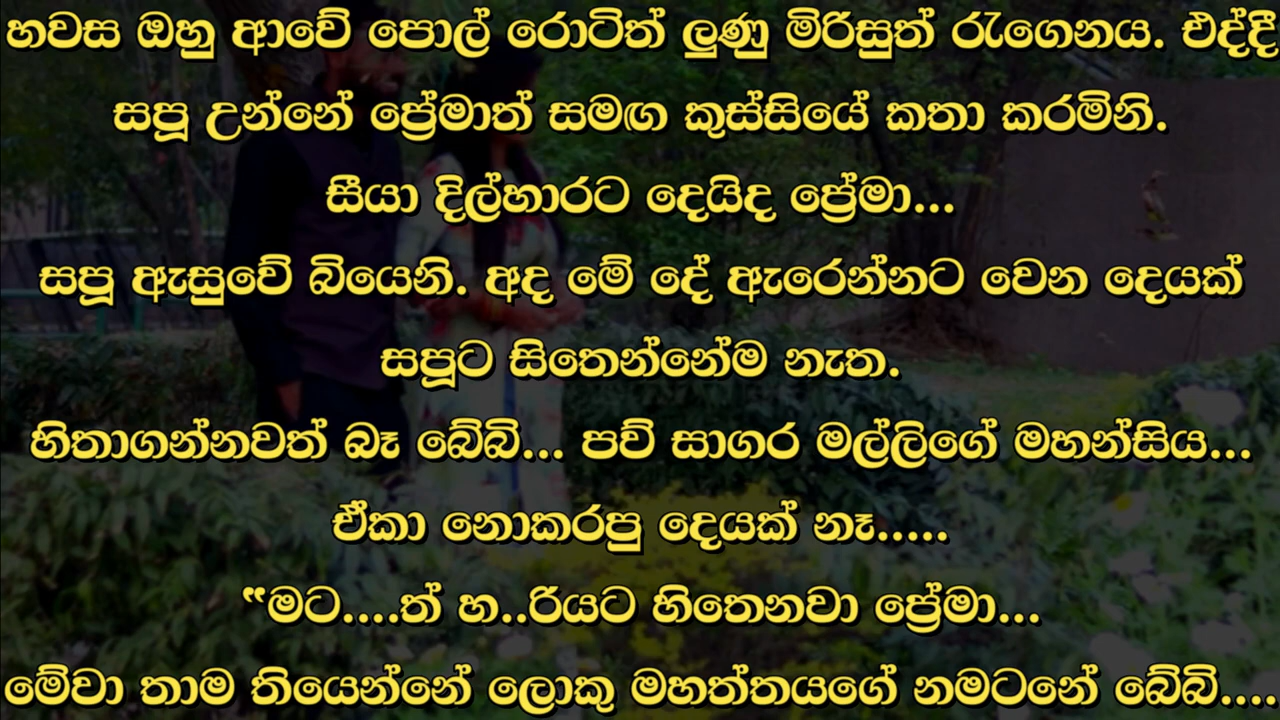 හවස ඔහු ආවේ පොල් රොටිත් ලුණු මිරිසුත් රැගෙනය. එද්දී
සපූ උන්නේ ප්‍රේමාත් සමඟ කුස්සියේ කතා කරමිනි.
සීයා දිල්හාරට දෙයිද ප්‍රේමා...
සපූ ඇසුවේ බියෙනි. අද මේ දේ ඇරෙන්නට වෙන දෙයක්
සපූට සිතෙන්නේම නැත.
හිතාගන්නවත් බෑ බේබි... පව් සාගර මල්ලිගේ මහන්සිය...
ඒකා නොකරපු දෙයක් නෑ.....
“මට....ත් හ..රියට හිතෙනවා ප්‍රේමා...
මේවා තාම තියෙන්නේ ලොකු මහත්තයගේ නමටනේ බේබි....